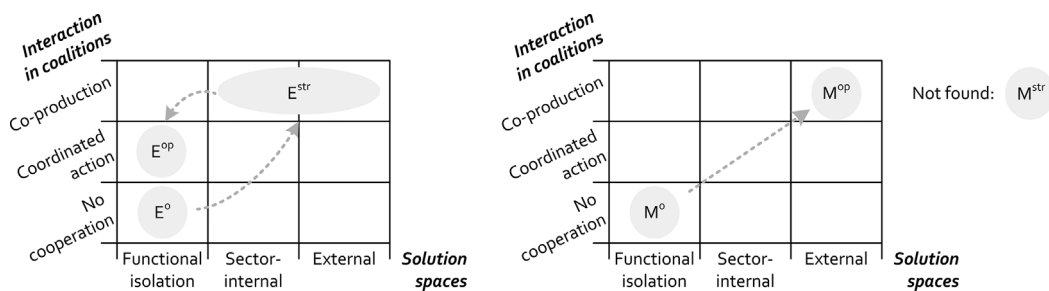 Interaction
in coalitions
Co-production
Coordinated
action
No
cooperation
E^str
E^op
E^o
Functional
isolation
Sector-
internal
External
Solution
spaces
Interaction
in coalitions
Co-production
Coordinated
action
No
cooperation
M^op
M^o
Functional
isolation
Sector-
internal
External
Solution
spaces
Not found: M^str